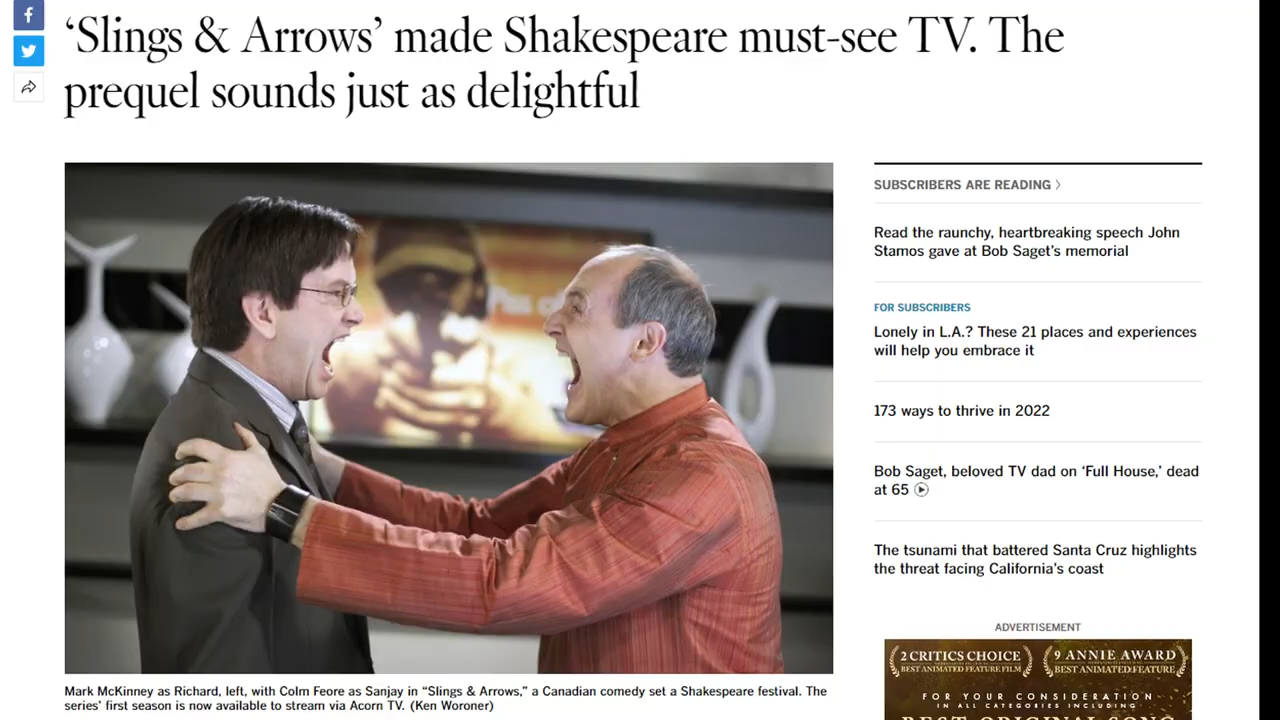 ‘Slings & Arrows’ made Shakespeare must-see TV. The
prequel sounds just as delightful
SUBSCRIBERS ARE READING
Read the raunchy, heartbreaking speech John
Stamos gave at Bob Saget’s memorial
FOR SUBSCRIBERS
Lonely in L.A.? These 21 places and experiences
will help you embrace it
173 ways to thrive in 2022
Bob Saget, beloved TV dad on ‘Full House,’ dead
at 65
The tsunami that battered Santa Cruz highlights
the threat facing California’s coast
ADVERTISEMENT
2 CRITICS CHOICE
BEST ANIMATED FEATURE FILM
9 ANNIE AWARD
BEST ANIMATED FEATURE
FOR YOUR CONSIDERATION
IN ALL CATEGORIES INCLUDING
BEST ORIGINAL SONG
Mark McKinney as Richard, left, with Colm Feore as Sanjay in “Slings & Arrows,” a Canadian comedy set a Shakespeare festival. The
series’ first season is now available to stream via Acorn TV. (Ken Woroner)